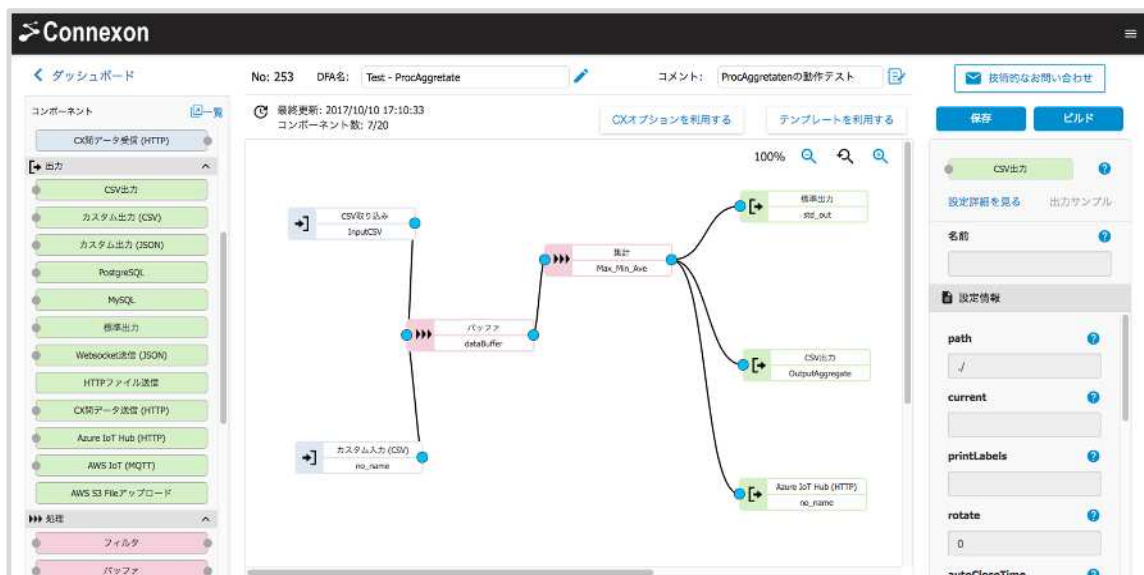 Connexon
ダッシュボード
No: 253 DFA名: Test - ProcAggretate コメント: ProcAggretatenの動作テスト
技術的なお問い合わせ
コンポーネント 一覧
最終更新: 2017/10/10 17:10:33
コンポーネント数: 7/20
CXオプションを利用する テンプレートを利用する
保存 ビルド
CX間データ受信 (HTTP)
出力
CSV出力
カスタム出力 (CSV)
カスタム出力 (JSON)
PostgreSQL
MySQL
標準出力
Websocket送信 (JSON)
HTTPファイル送信
CX間データ送信 (HTTP)
Azure IoT Hub (HTTP)
AWS IoT (MQTT)
AWS S3 Fileアップロード
処理
フィルタ
バッファ
100%
CSV取り込み
InputCSV
カスタム入力 (CSV)
no_name
バッファ
dataBuffer
集計
Max_Min_Ave
標準出力
std_out
CSV出力
OutputAggregate
Azure IoT Hub (HTTP)
no_name
CSV出力
設定詳細を見る 出力サンプル
名前
設定情報
path
./
current
printLabels
rotate
0
autoCloseTime